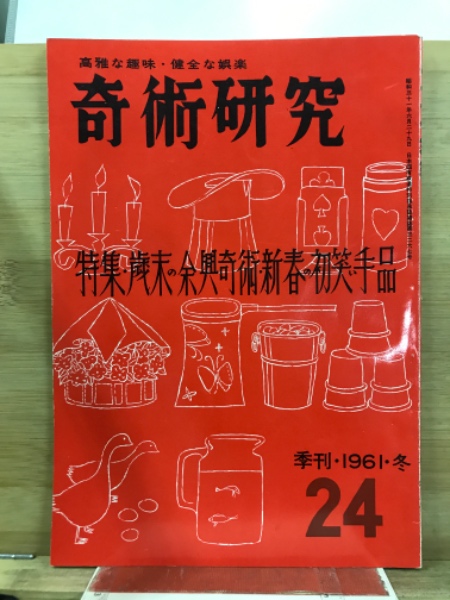 高雅な趣味・健全な娯楽
奇術研究
特集・歳末の余興奇術・新春の初笑い手品
季刊・1961・冬
24